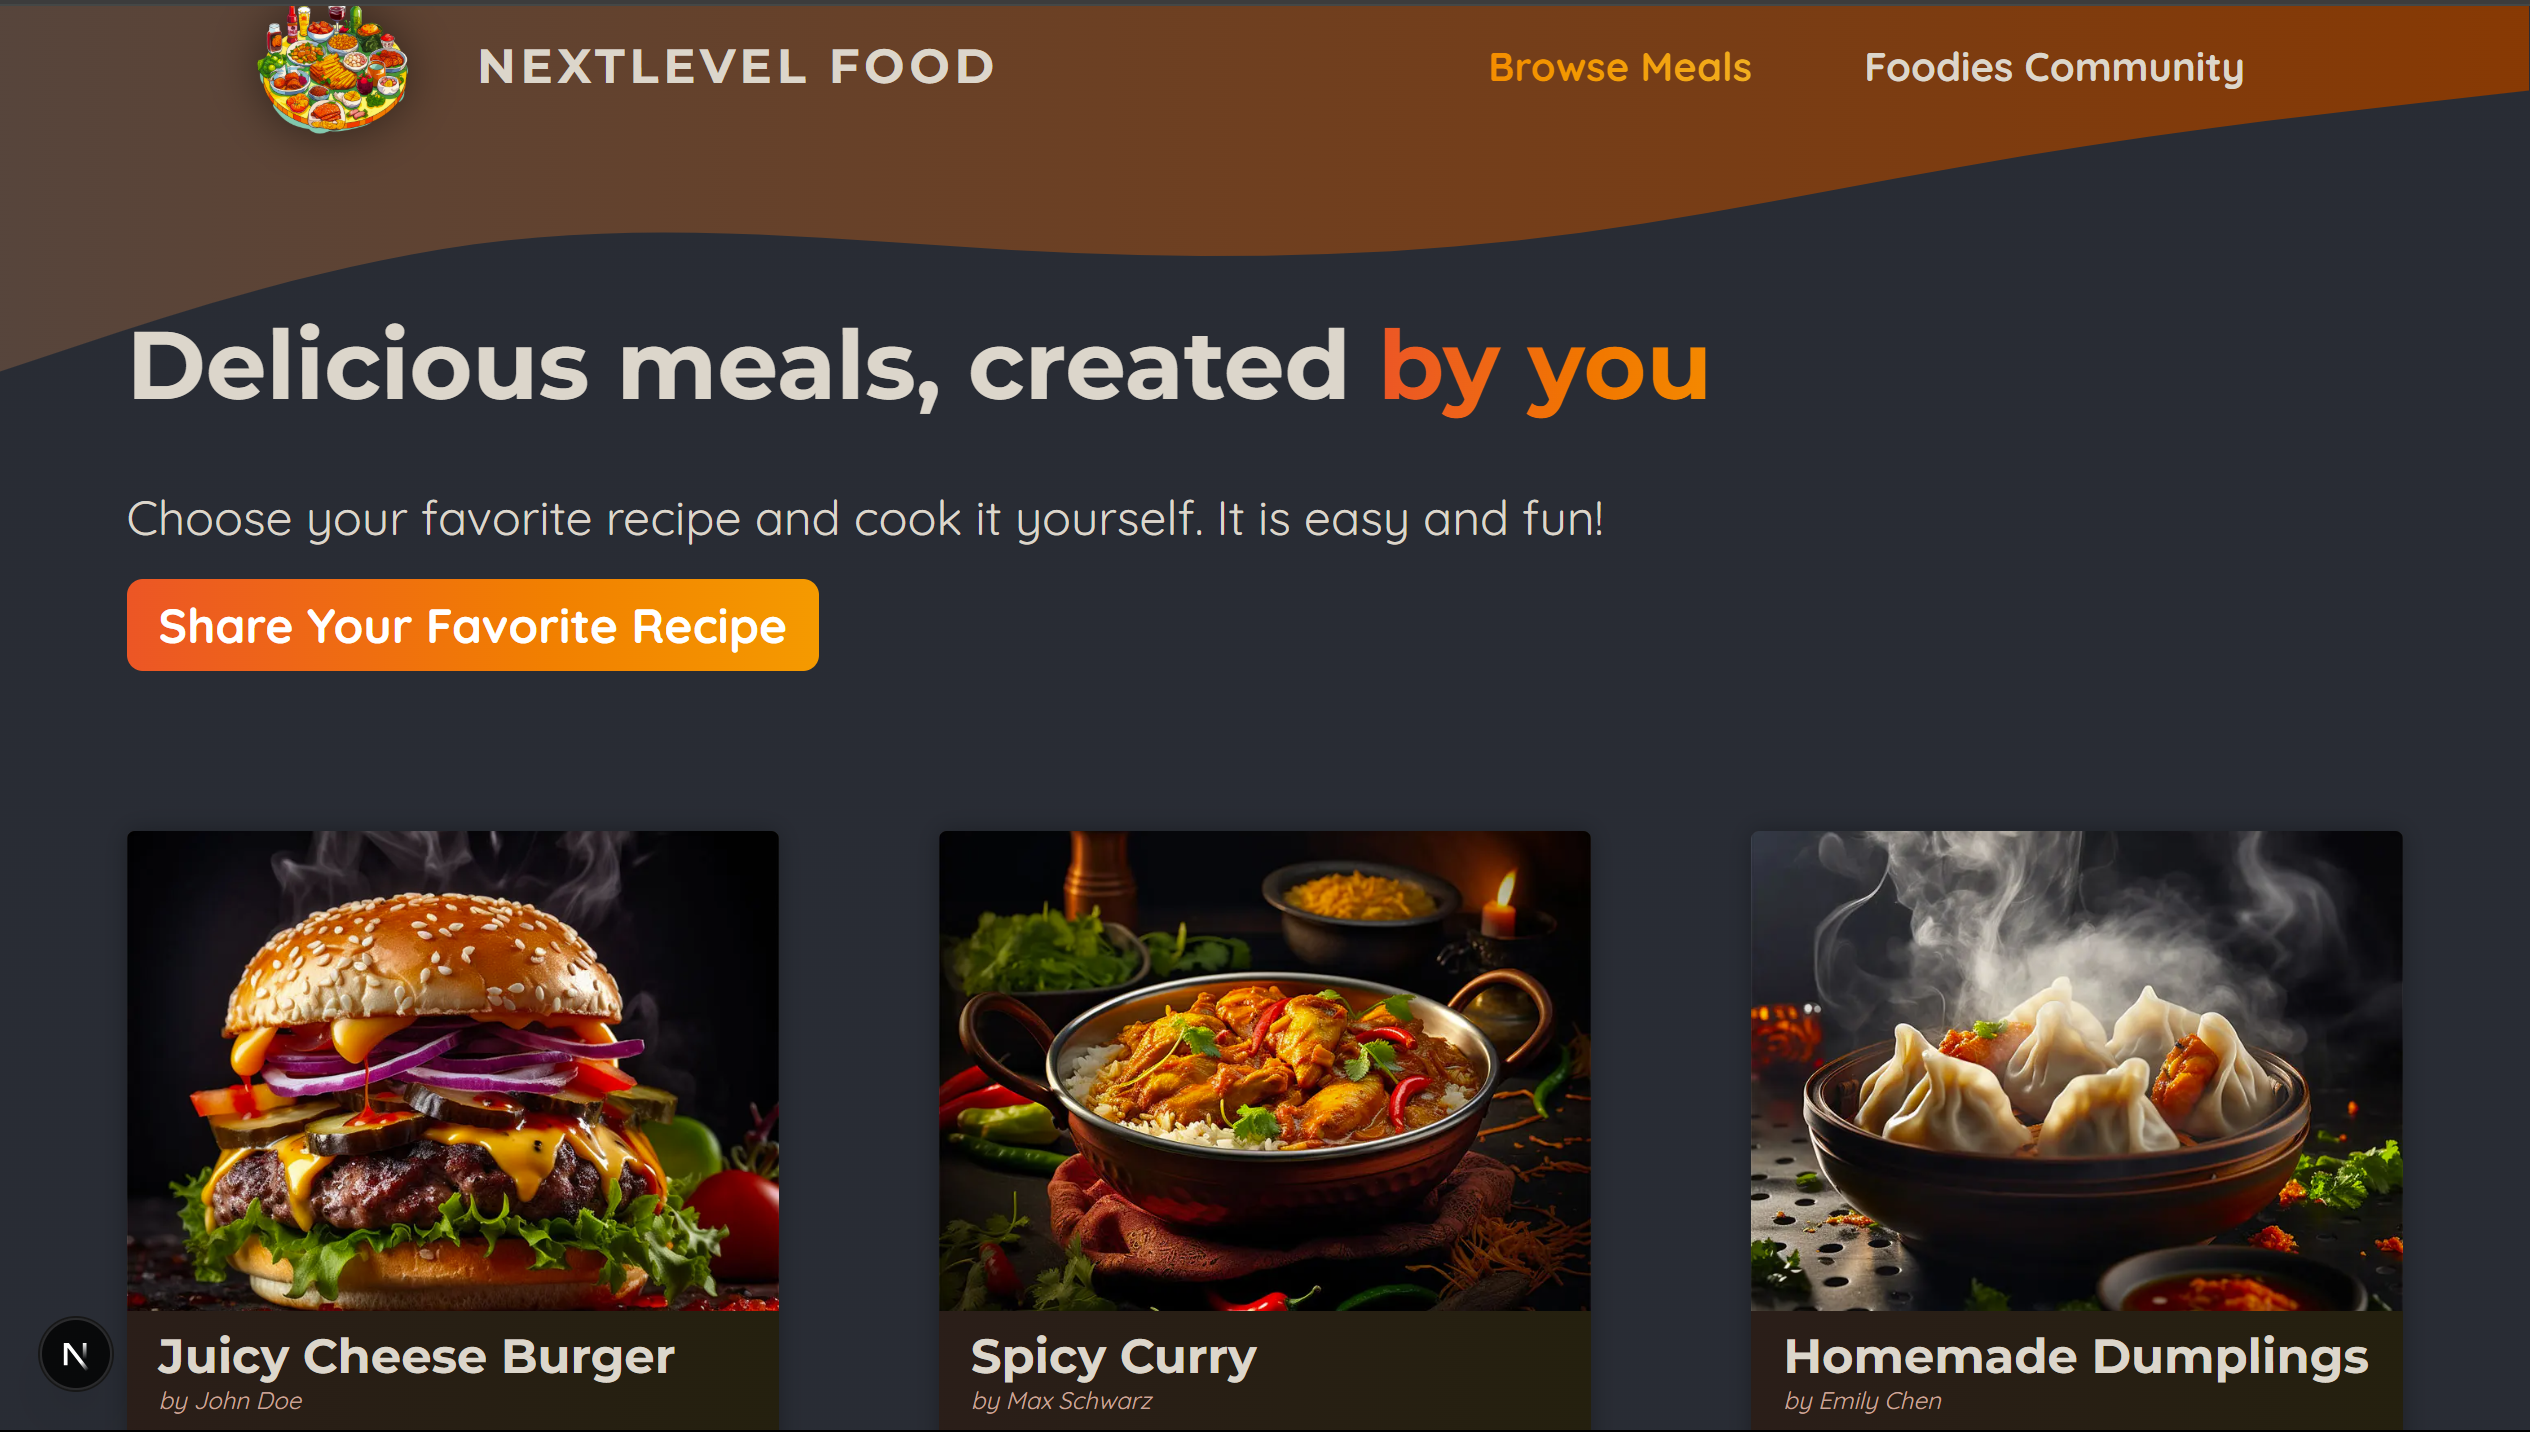 NEXTLEVEL FOOD
Browse Meals
Foodies Community
Delicious meals, created by you
Choose your favorite recipe and cook it yourself. It is easy and fun!
Share Your Favorite Recipe
Juicy Cheese Burger
by John Doe
Spicy Curry
by Max Schwarz
Homemade Dumplings
by Emily Chen
N